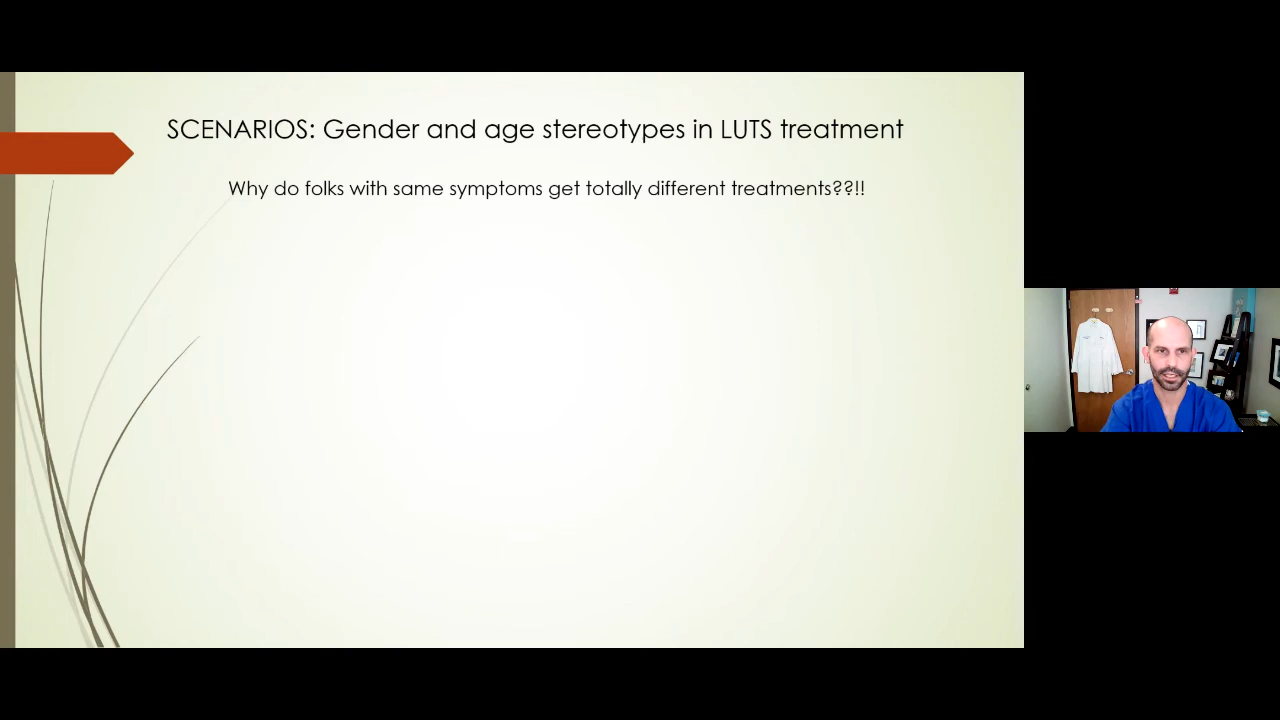 SCENARIOS: Gender and age stereotypes in LUTS treatment
Why do folks with same symptoms get totally different treatments??!!